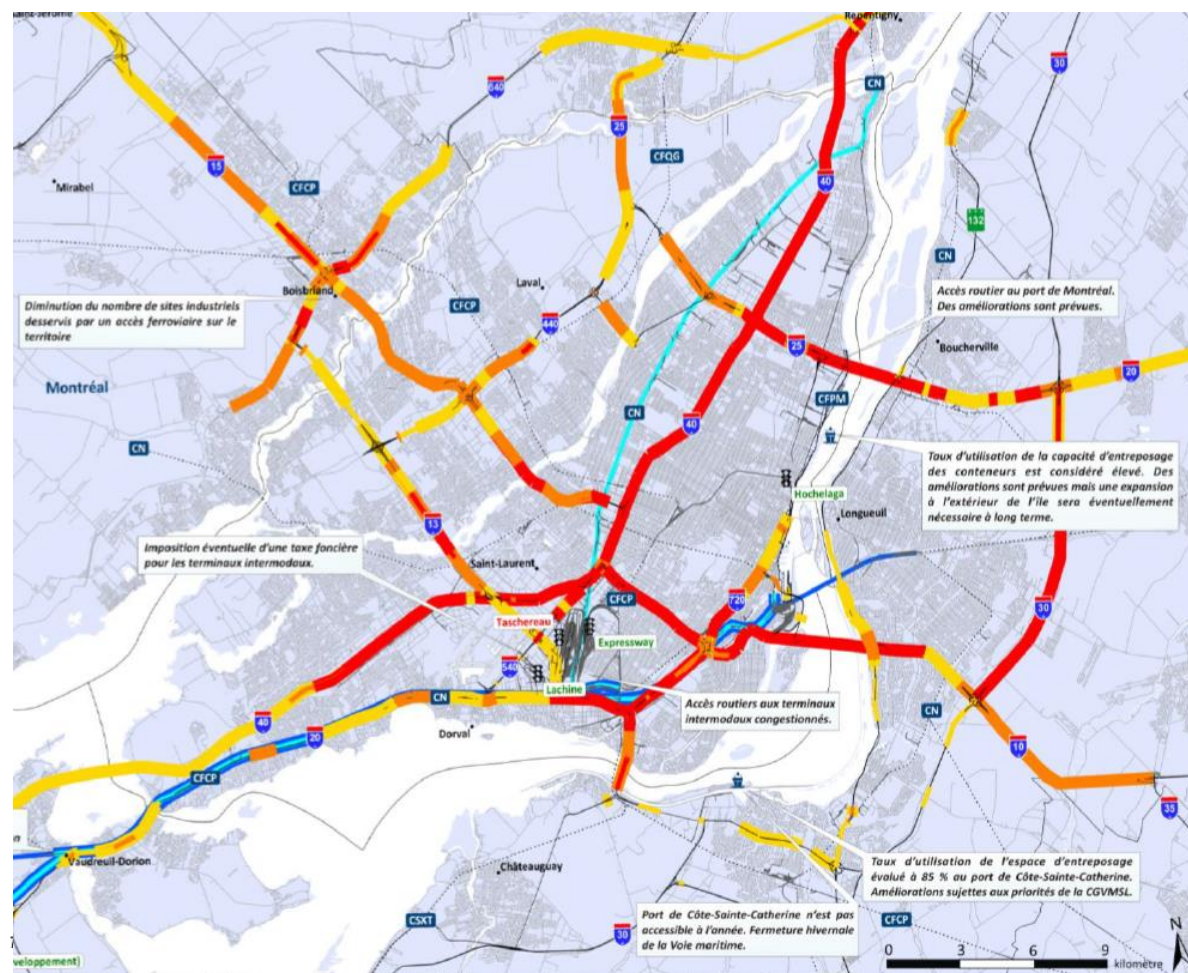 Repentigny
30
CN
640
25
CFQG
15
40
Mirabel
CFCP
132
CN
Accès routier au port de Montréal.
Des améliorations sont prévues.
Laval
Boisbriand
CFCP
Diminution du nombre de sites industriels
desservis par un accès ferroviaire sur le
territoire
440
25
Boucherville
20
Montréal
CFPM
CN
40
CN
Taux d'utilisation de la capacité d'entreposage
des conteneurs est considéré élevé. Des
améliorations sont prévues mais une expansion
à l'extérieur de l'île sera éventuellement
nécessaire à long terme.
Hochelaga
Longueuil
13
Imposition éventuelle d'une taxe foncière
pour les terminaux intermodaux.
Saint-Laurent
CFCP
720
30
Taschereau
Expressway
540
Lachine
CN
Accès routiers aux terminaux
intermodaux congestionnés.
40
Dorval
20
CN
10
CFCP
35
Vaudreuil-Dorion
Châteauguay
Taux d'utilisation de l'espace d'entreposage
évalué à 85 % au port de Côte-Sainte-Catherine.
Améliorations sujettes aux priorités de la CGVMSL.
Port de Côte-Sainte-Catherine n'est pas
accessible à l'année. Fermeture hivernale
de la Voie maritime.
CSXT
30
CFCP
N
0 3 6 9
kilomètre
veloppement)